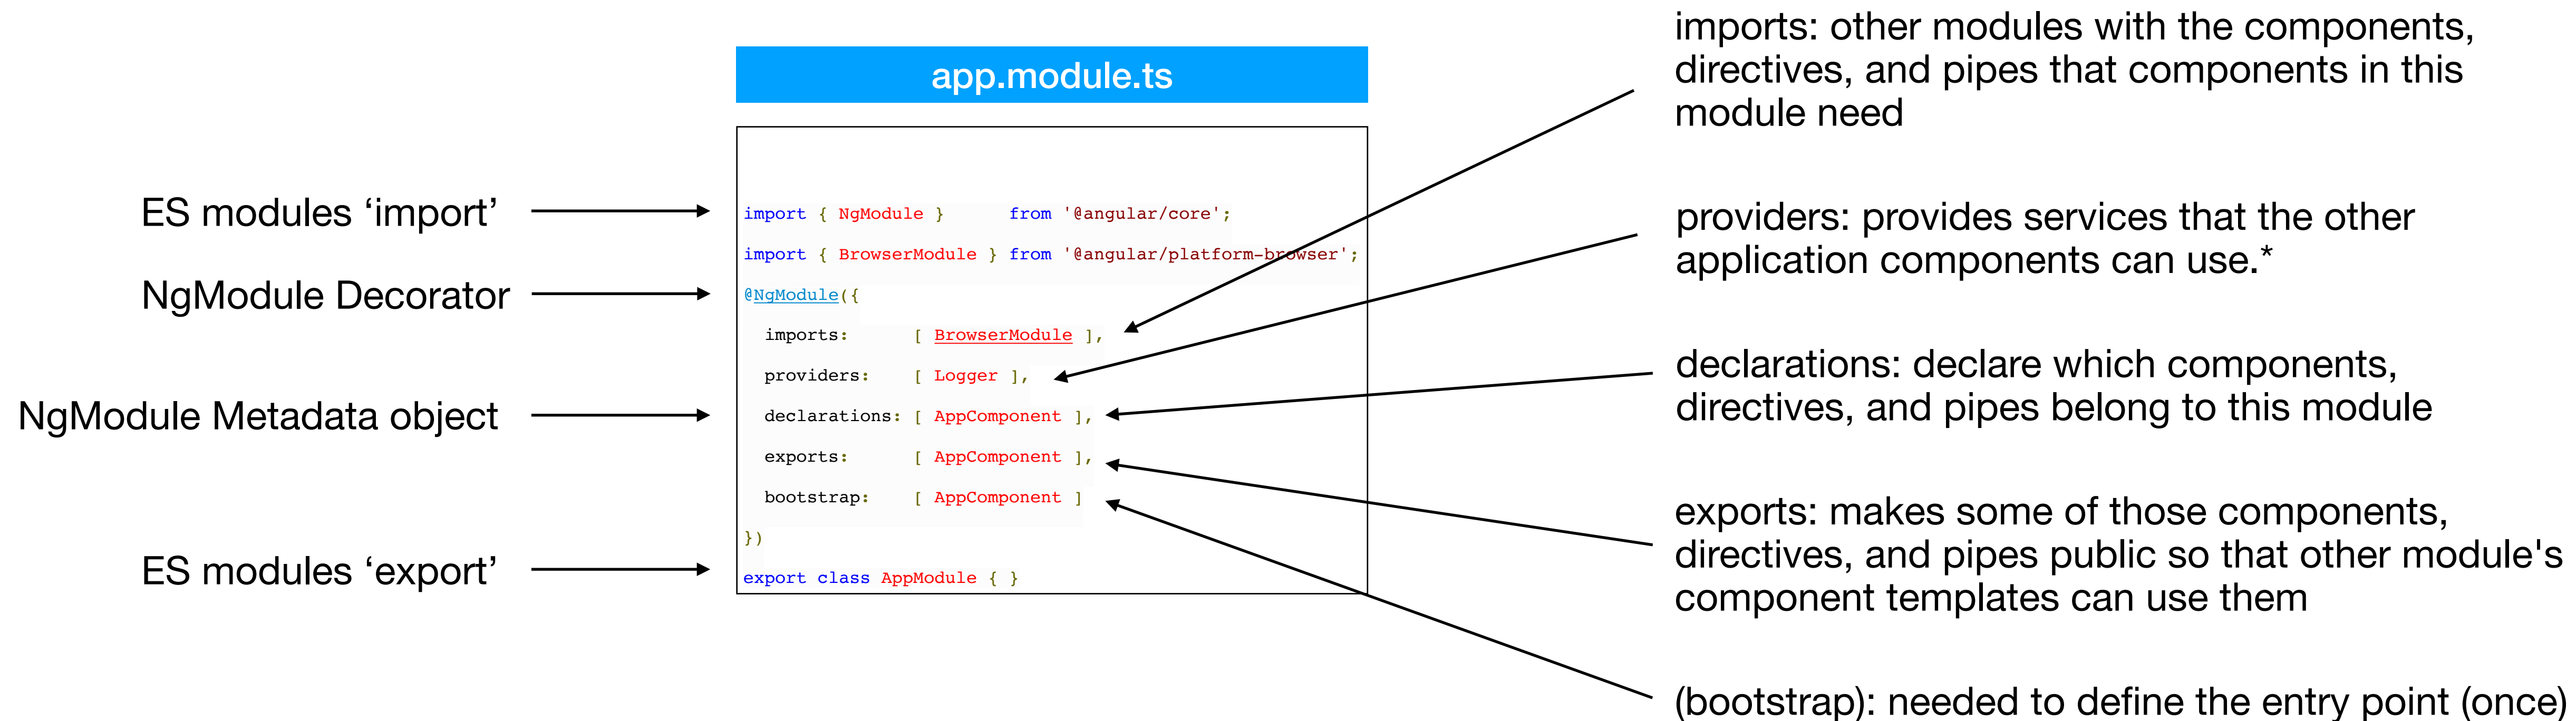 app.module.ts
ES modules ‘import’
NgModule Decorator
NgModule Metadata object
ES modules ‘export’
import { NgModule }      from '@angular/core';
import { BrowserModule } from '@angular/platform-browser';
@NgModule({
  imports:      [ BrowserModule ],
  providers:    [ Logger ],
  declarations: [ AppComponent ],
  exports:      [ AppComponent ],
  bootstrap:    [ AppComponent ]
})
export class AppModule { }
imports: other modules with the components,
directives, and pipes that components in this
module need
providers: provides services that the other
application components can use.*
declarations: declare which components,
directives, and pipes belong to this module
exports: makes some of those components,
directives, and pipes public so that other module's
component templates can use them
(bootstrap): needed to define the entry point (once)